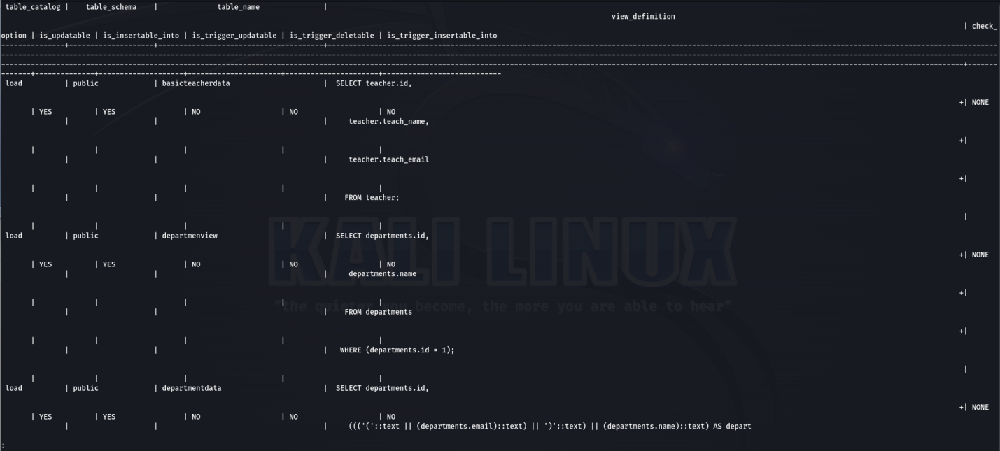 table_catalog |    table_schema    |             table_name              |
view_definition
| check_
option | is_updatable | is_insertable_into | is_trigger_updatable | is_trigger_deletable | is_trigger_insertable_into
---------------+--------------------+---------------------------------------+------------------------------
-------+--------------+--------------------+----------------------+----------------------+----------------------------
load          | public             | basicteacherdata                      |  SELECT teacher.id,
+| NONE
| YES          | YES                | NO                   | NO                   | NO
|                    |                                       |     teacher.teach_name,
+|
|              |                    |                      |                      |
|                    |                                       |     teacher.teach_email
+|
|              |                    |                      |                      |
|                    |                                       |    FROM teacher;
|
|              |                    |                      |                      |
load          | public             | departmenview                         |  SELECT departments.id,
+| NONE
| YES          | YES                | NO                   | NO                   | NO
|                    |                                       |     departments.name
+|
KALI LINUX
|              |                    |                      |                      |
"the quieter you become, the more you are able to hear"
|                    |                                       |    FROM departments
+|
|              |                    |                      |                      |
|                    |                                       |   WHERE (departments.id = 1);
|
|              |                    |                      |                      |
load          | public             | departmentdata                        |  SELECT departments.id,
+| NONE
| YES          | YES                | NO                   | NO                   | NO
|                    |                                       |     ((('('::text || (departments.email)::text) || ')'::text) || (departments.name)::text) AS depart
: